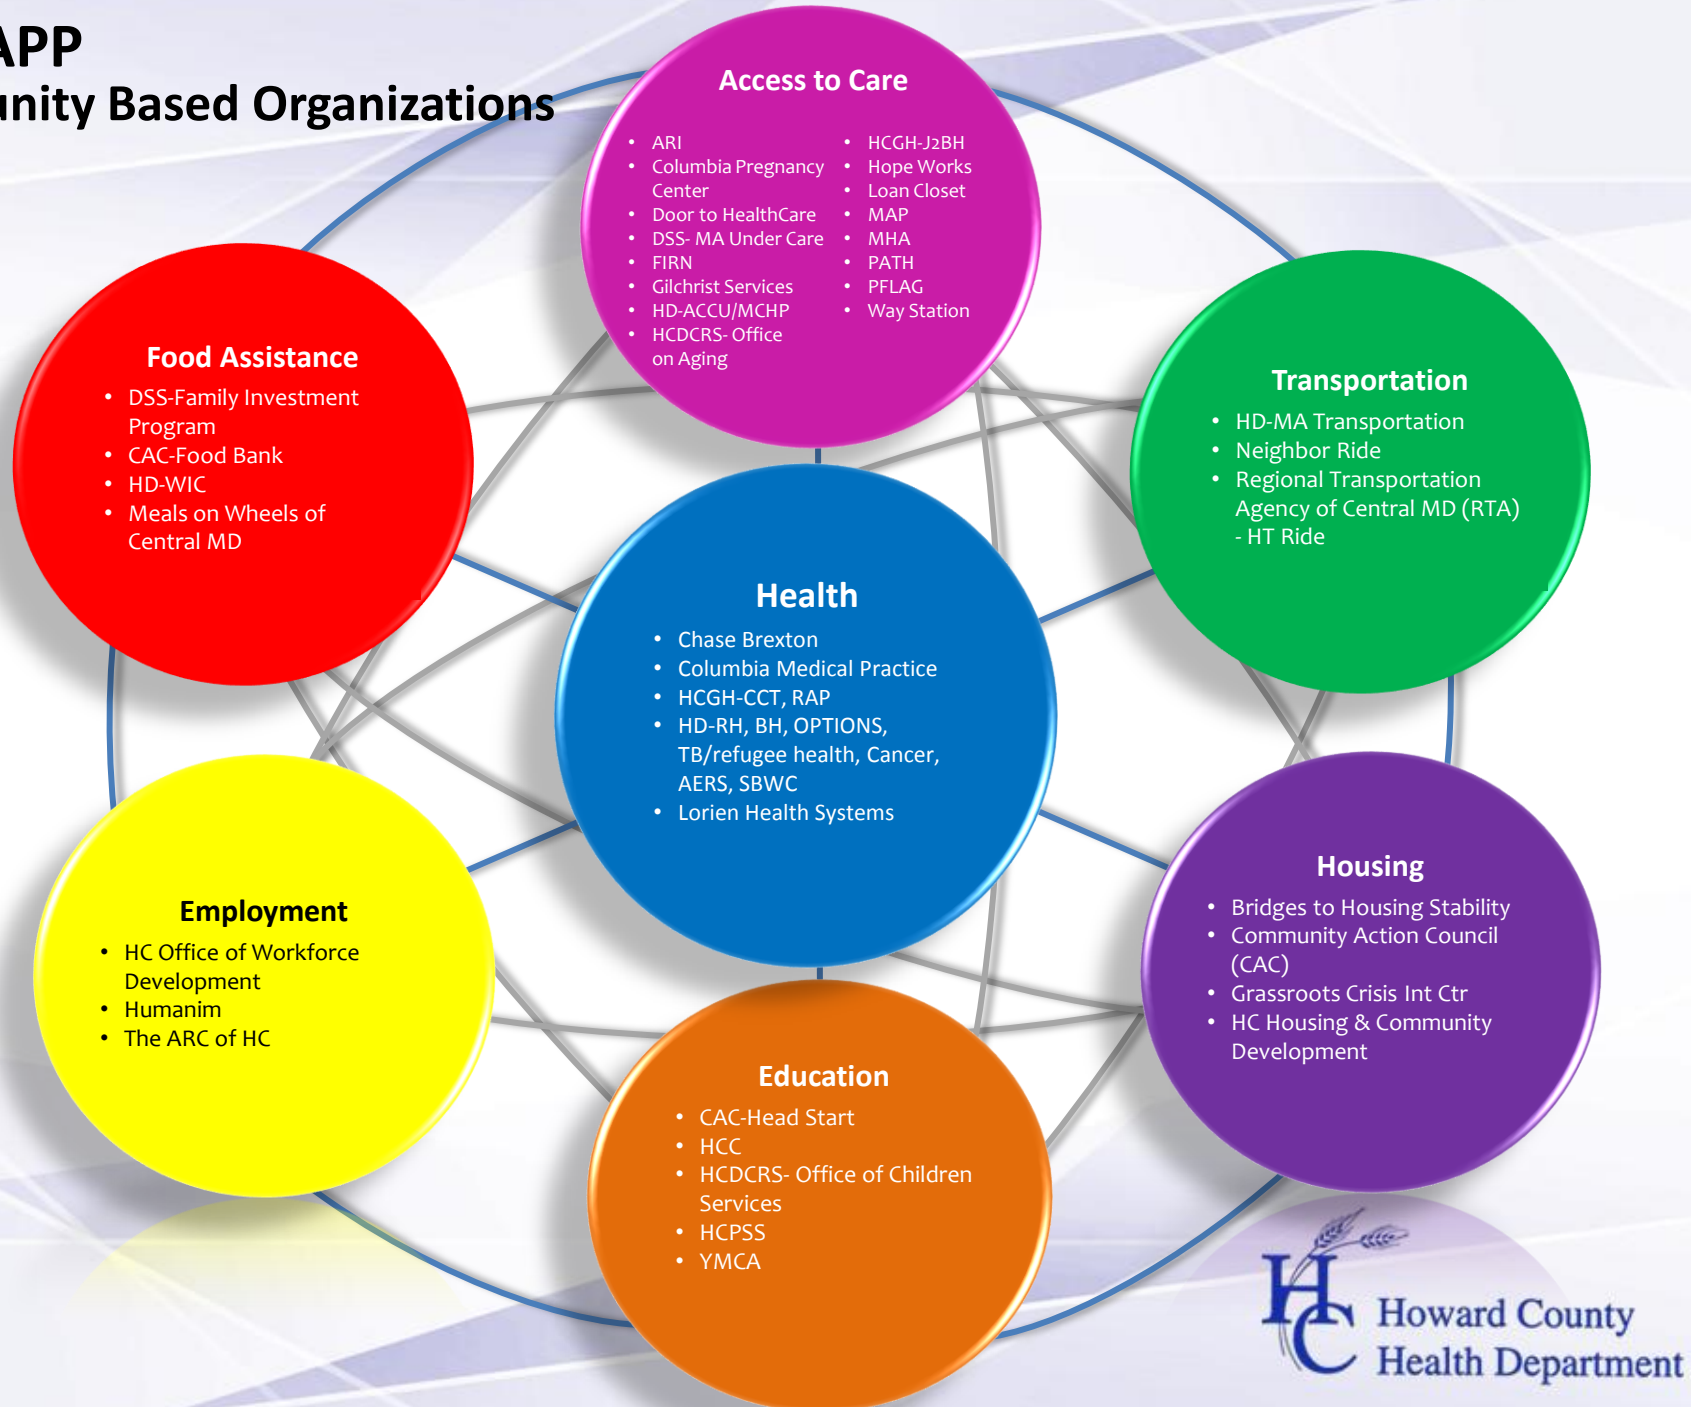 APP
unity Based Organizations
Access to Care
• ARI
• Columbia Pregnancy
Center
• Door to HealthCare
• DSS- MA Under Care
• FIRN
• Gilchrist Services
• HD-ACCU/MCHP
• HCDCRS- Office
on Aging
• HCGH-J2BH
• Hope Works
• Loan Closet
• MAP
• MHA
• PATH
• PFLAG
• Way Station
Food Assistance
• DSS-Family Investment
Program
• CAC-Food Bank
• HD-WIC
• Meals on Wheels of
Central MD
Transportation
• HD-MA Transportation
• Neighbor Ride
• Regional Transportation
Agency of Central MD (RTA)
- HT Ride
Health
• Chase Brexton
• Columbia Medical Practice
• HCGH-CCT, RAP
• HD-RH, BH, OPTIONS,
TB/refugee health, Cancer,
AERS, SBWC
• Lorien Health Systems
Employment
• HC Office of Workforce
Development
• Humanim
• The ARC of HC
Housing
• Bridges to Housing Stability
• Community Action Council
(CAC)
• Grassroots Crisis Int Ctr
• HC Housing & Community
Development
Education
• CAC-Head Start
• HCC
• HCDCRS- Office of Children
Services
• HCPSS
• YMCA
HC
Howard County
Health Department